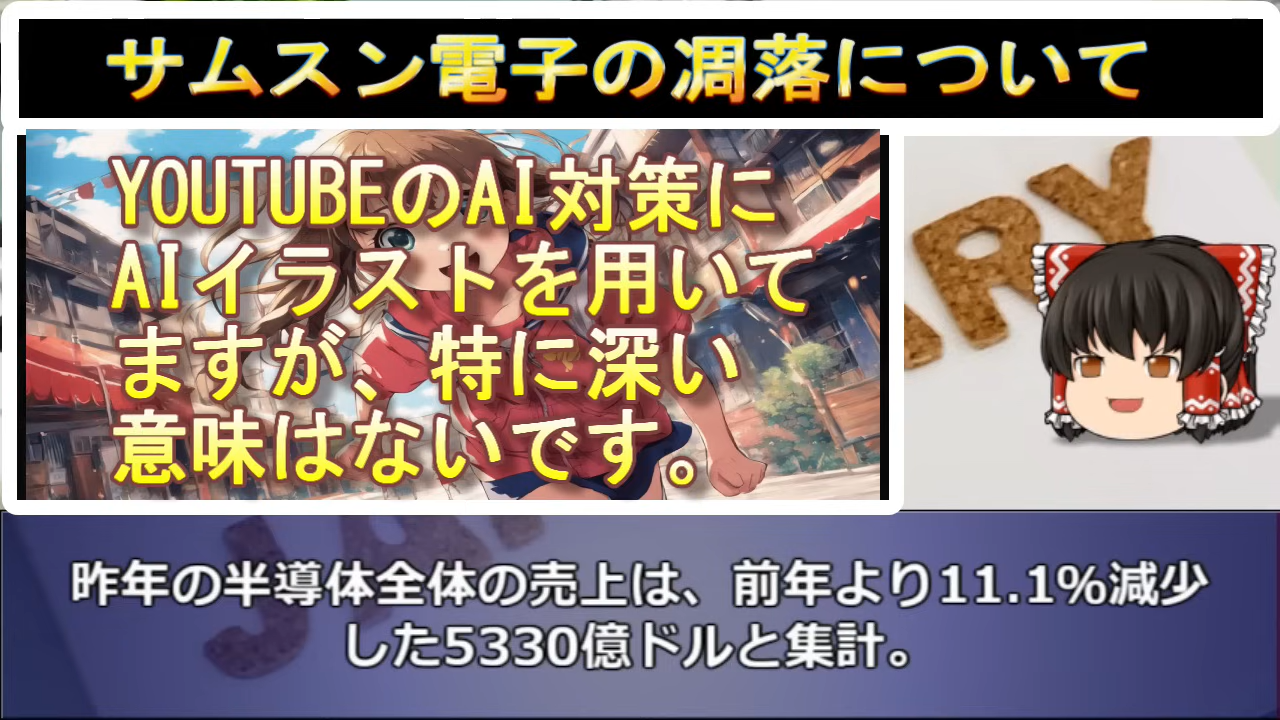 サムスン電子の凋落について
YOUTUBEのAI対策に
AIイラストを用いて
ますが、特に深い
意味はないです。
ARY
昨年の半導体全体の売上は、前年より11.1%減少
した5330億ドルと集計。
JAN